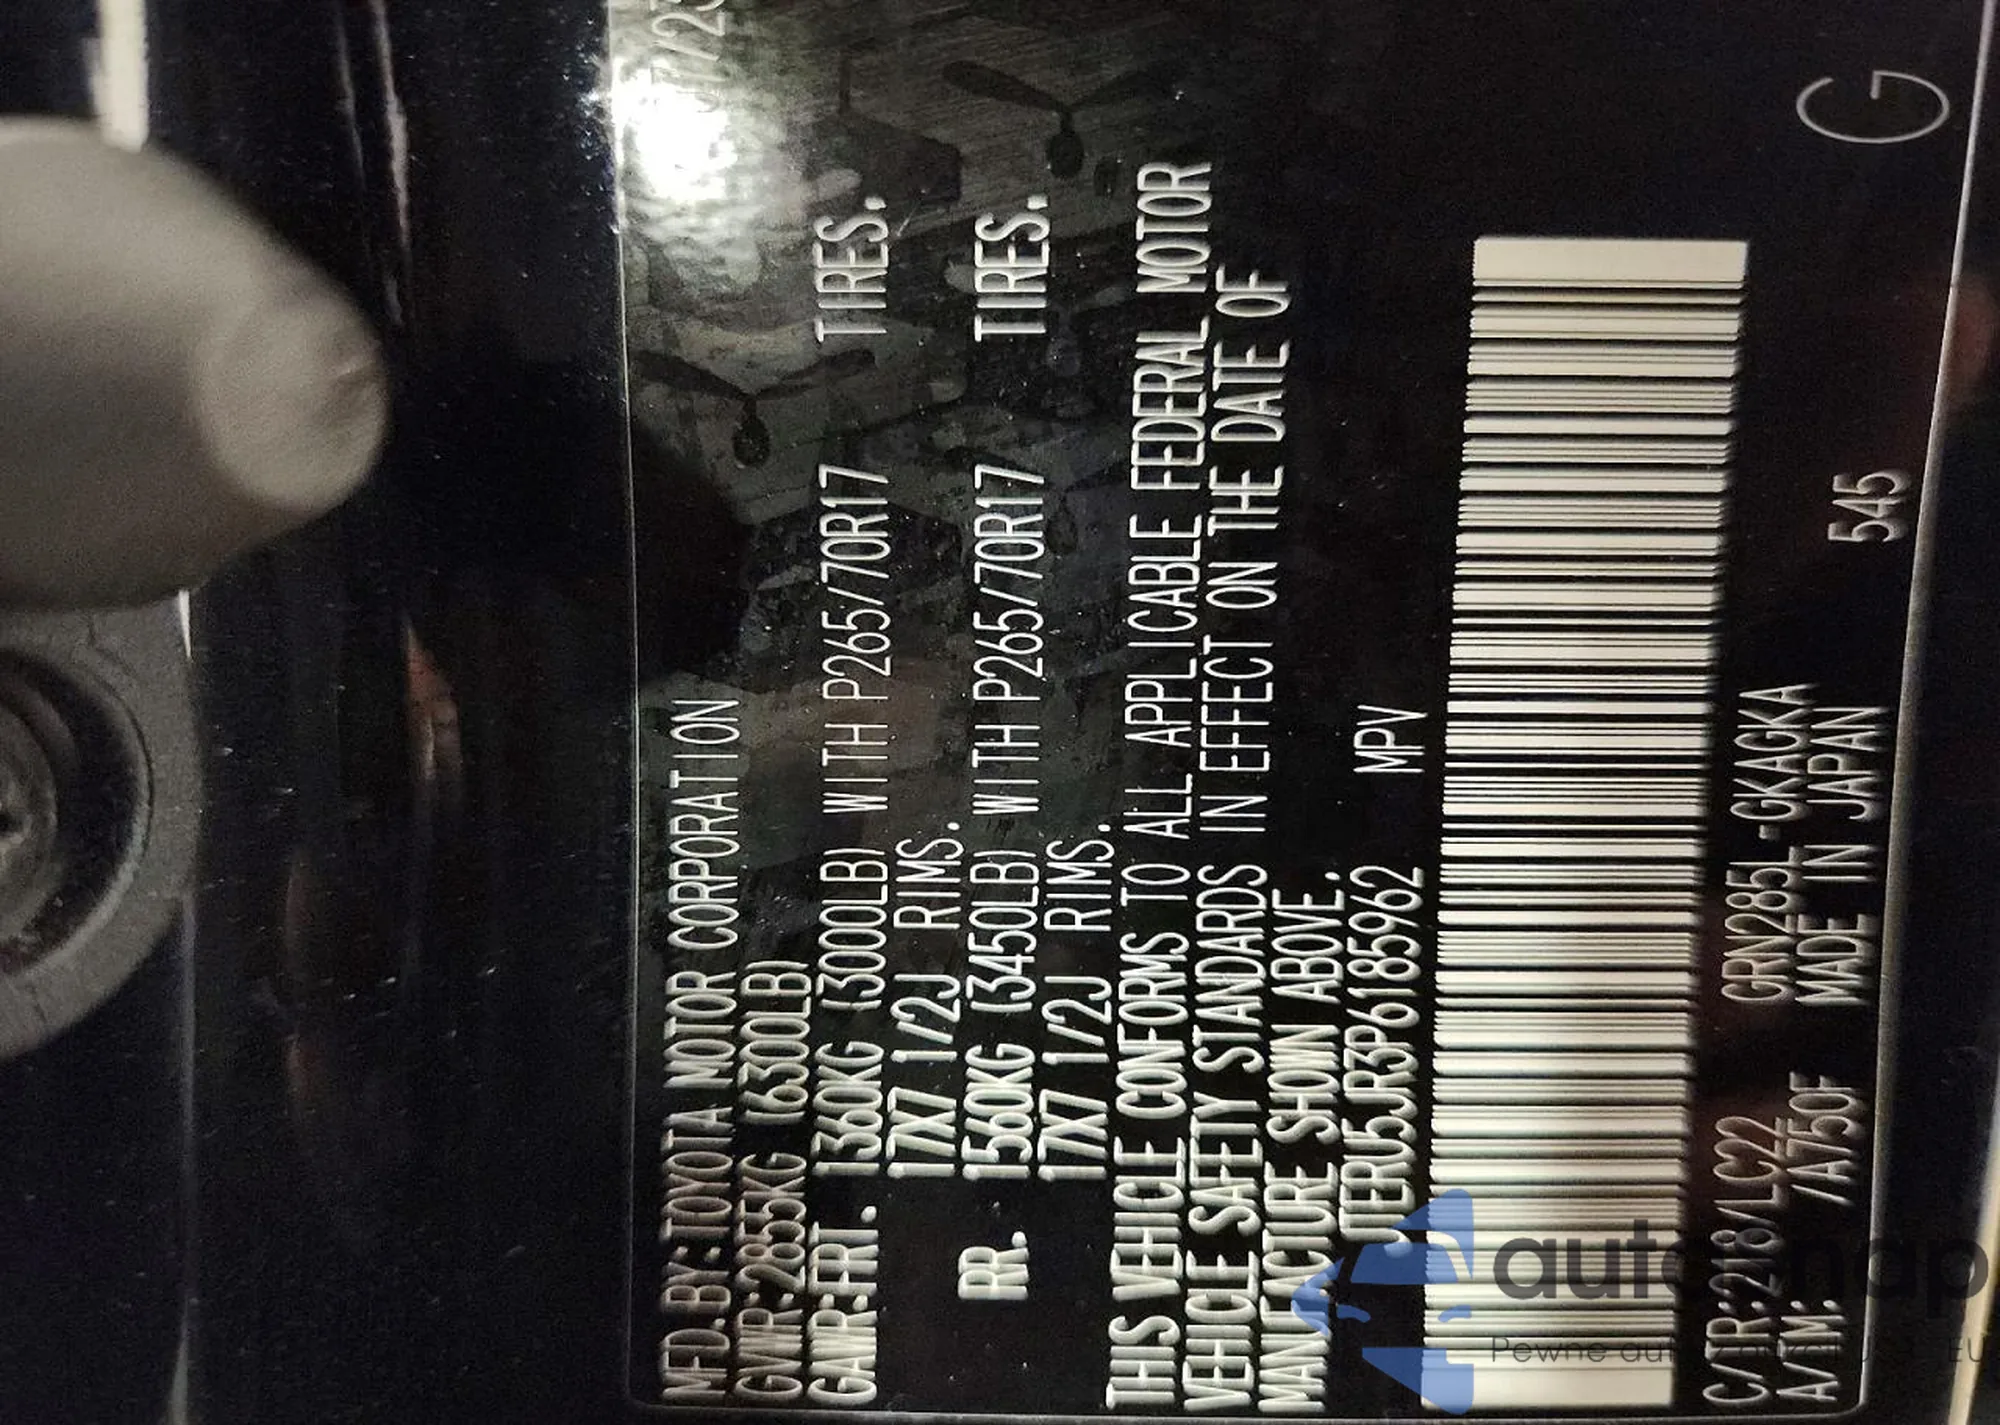 MFD.BY:TOYOTA MOTOR CORPORATION
GVWR:2855KG (6300LB)
GAWR:FRT. 1360KG (3000LB) WITH P265/70R17 TIRES.
17X7 1/2J RIMS.
RR. 1560KG (3450LB) WITH P265/70R17 TIRES.
17X7 1/2J RIMS.
THIS VEHICLE CONFORMS TO ALL APPLICABLE FEDERAL MOTOR
VEHICLE SAFETY STANDARDS IN EFFECT ON THE DATE OF
MANUFACTURE SHOWN ABOVE.
JTERU5JR3P6185962 MPV
C/TR:218/LC22 GRN285L-GKAGKA
A/TM: /A750F MADE IN JAPAN 545
G
Pewne